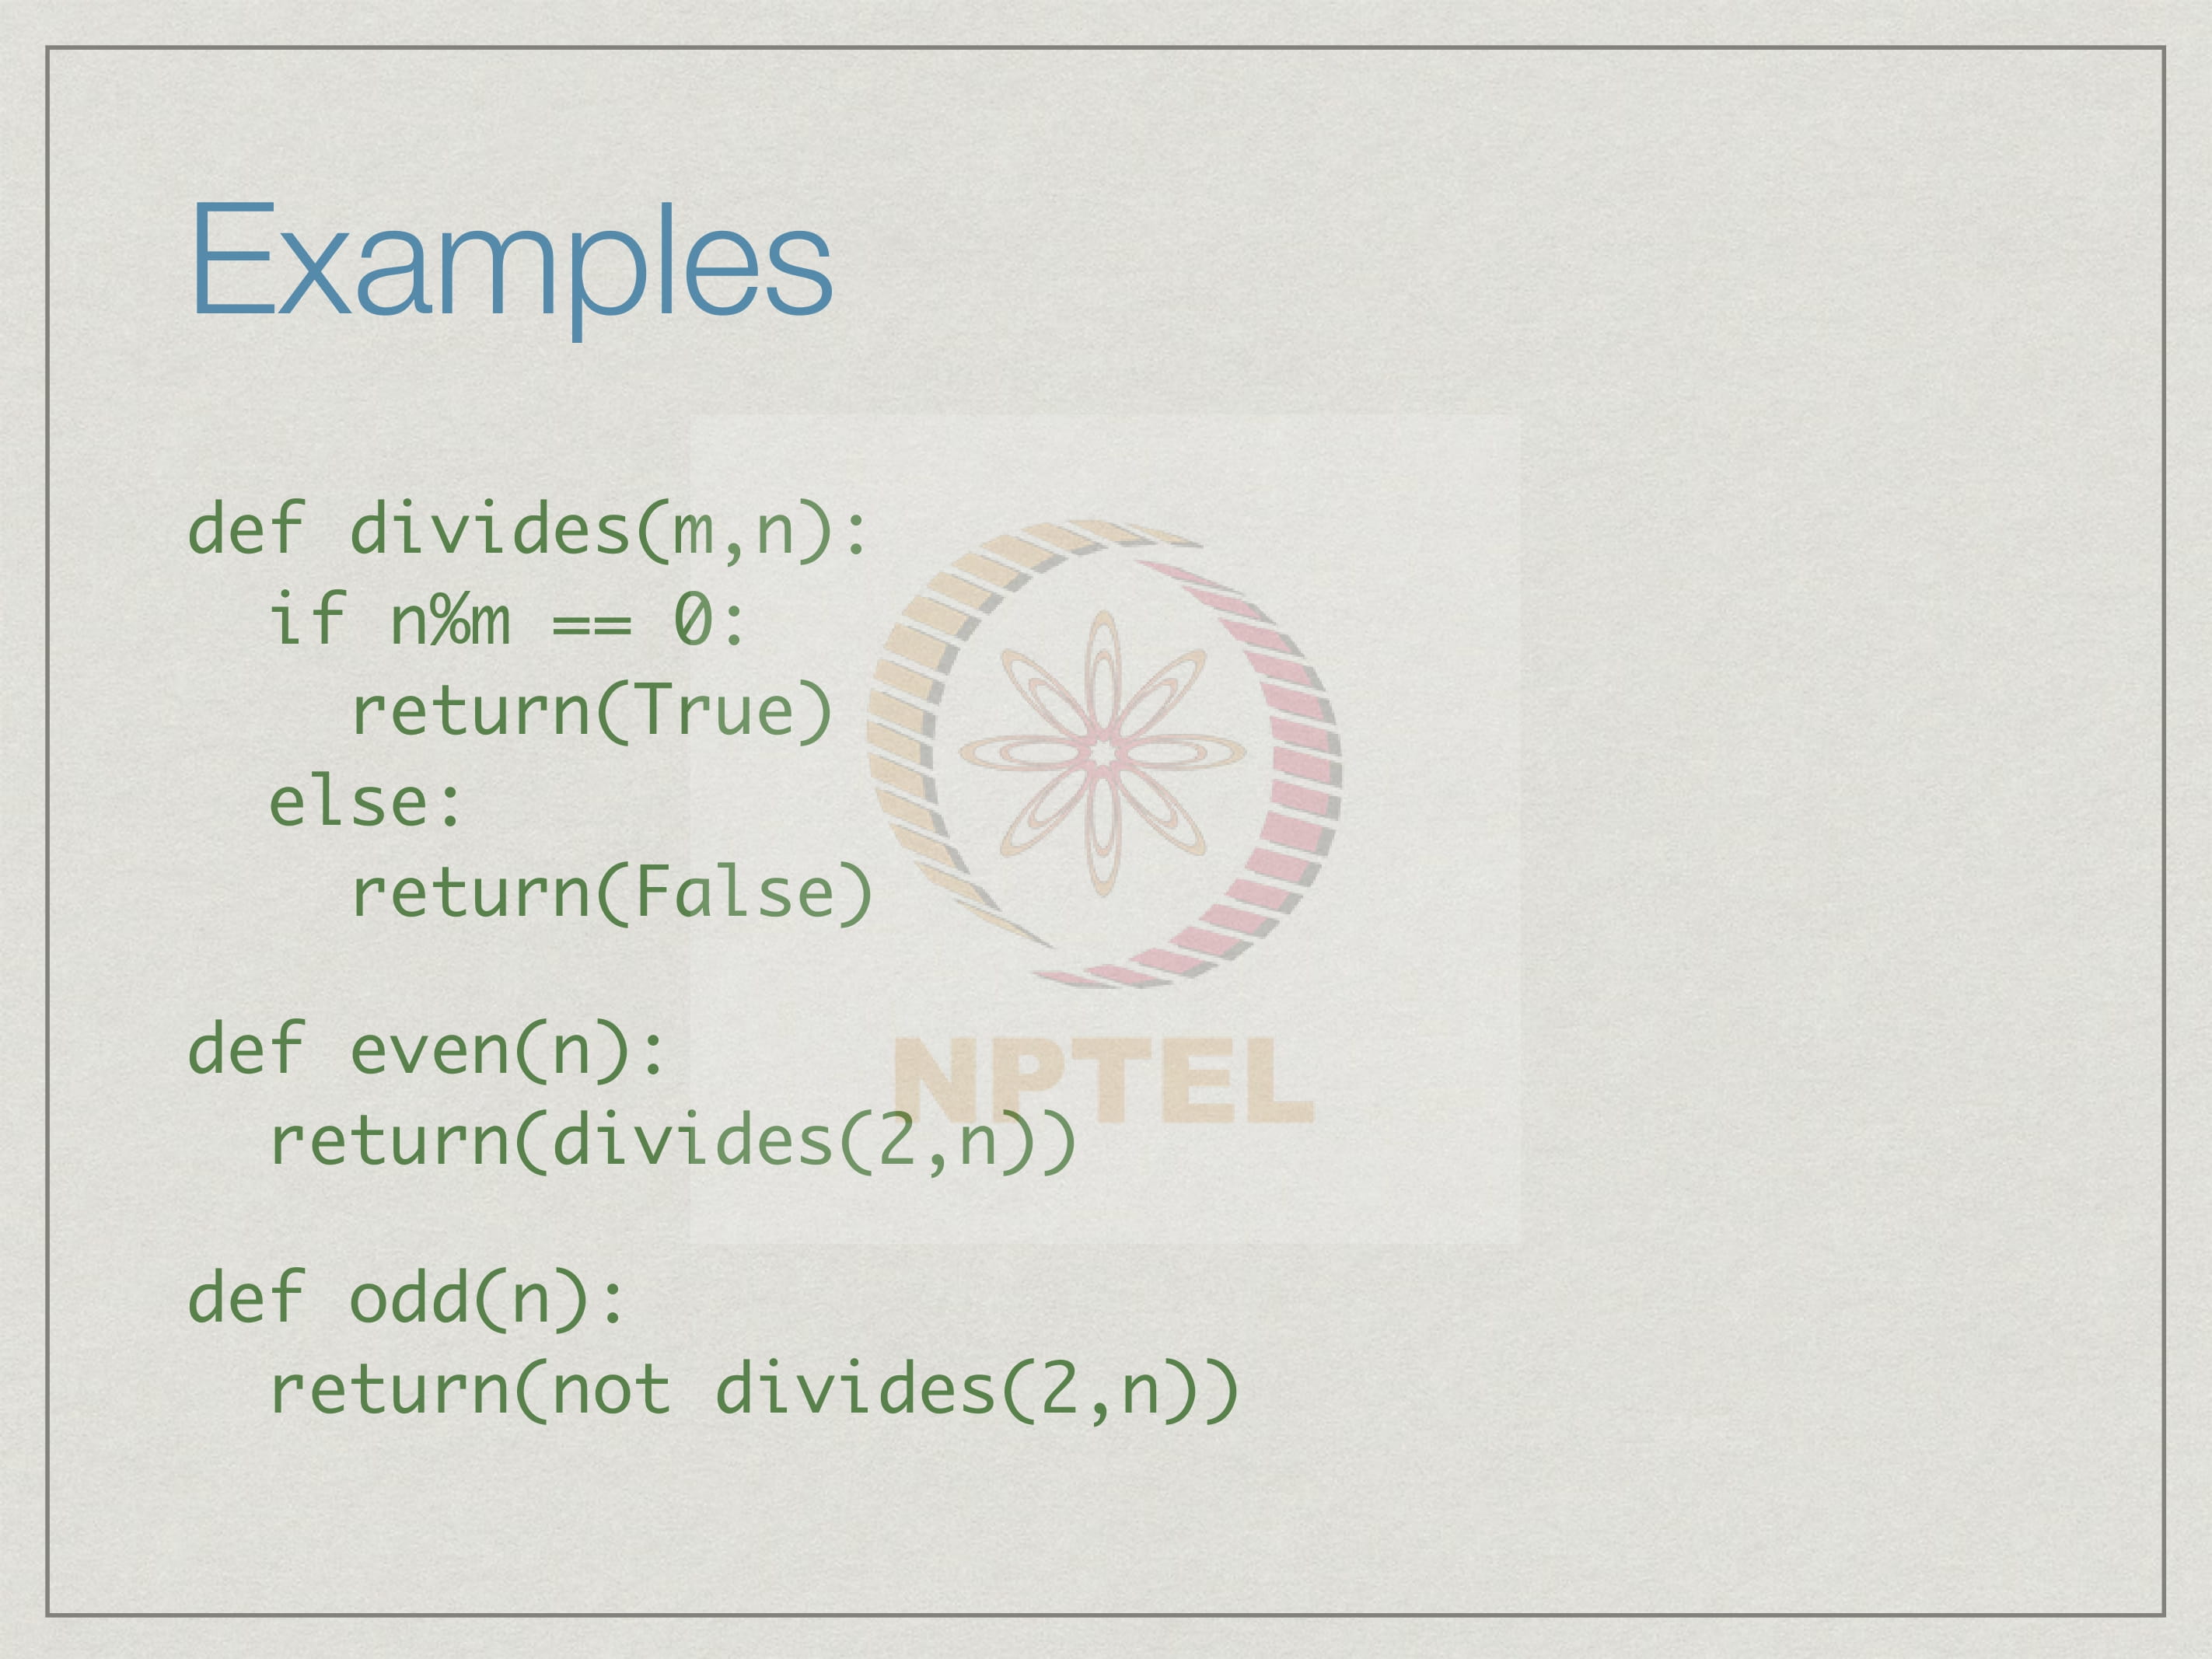 Examples
def divides(m,n):
  if n%m == 0:
    return(True)
  else:
    return(False)
def even(n):
  return(divides(2,n))
def odd(n):
  return(not divides(2,n))
NPTEL